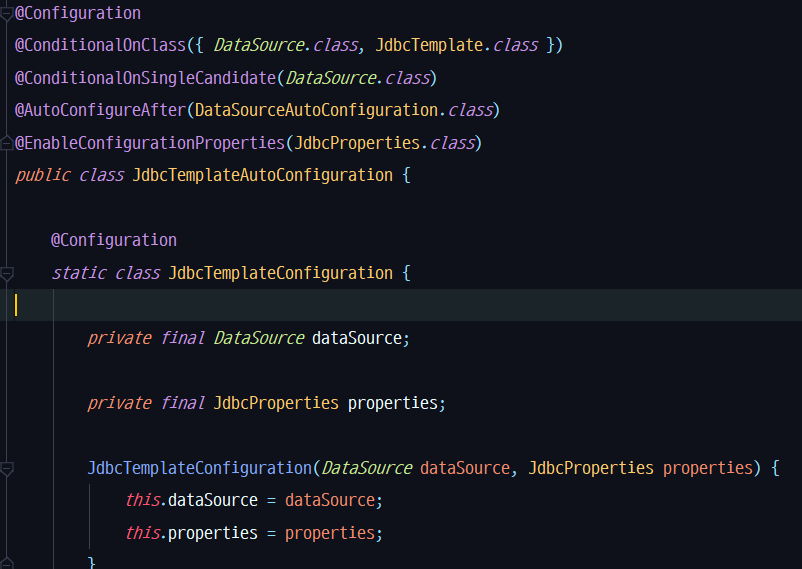 @Configuration
@ConditionalOnClass({ DataSource.class, JdbcTemplate.class })
@ConditionalOnSingleCandidate(DataSource.class)
@AutoConfigureAfter(DataSourceAutoConfiguration.class)
@EnableConfigurationProperties(JdbcProperties.class)
public class JdbcTemplateAutoConfiguration {
@Configuration
static class JdbcTemplateConfiguration {
private final DataSource dataSource;
private final JdbcProperties properties;
JdbcTemplateConfiguration(DataSource dataSource, JdbcProperties properties) {
this.dataSource = dataSource;
this.properties = properties;
}